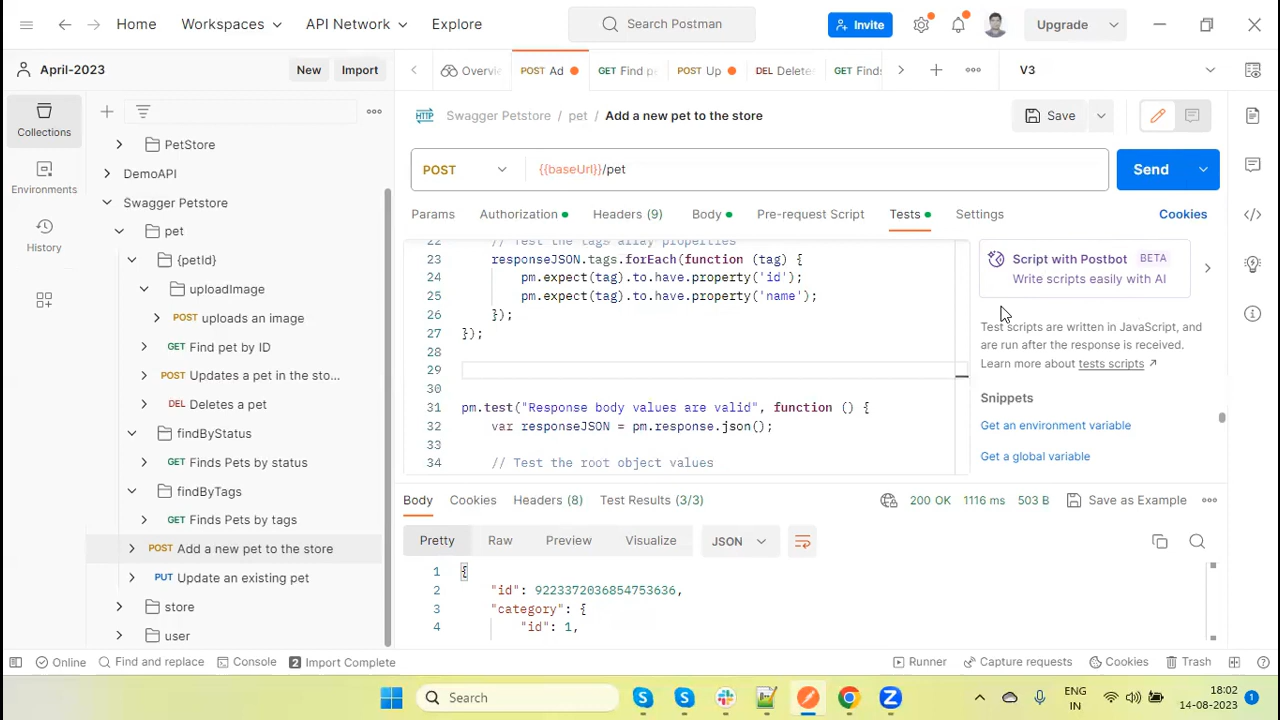 Home
Workspaces
API Network
Explore
Search Postman
Invite
Upgrade
April-2023
New
Import
Overvi
POST Ad
GET Find pe
POST Up
DEL Delete
GET Finds
V3
Collections
Environments
History
PetStore
DemoAPI
Swagger Petstore
pet
{petId}
uploadImage
POST uploads an image
GET Find pet by ID
POST Updates a pet in the sto...
DEL Deletes a pet
findByStatus
GET Finds Pets by status
findByTags
GET Finds Pets by tags
POST Add a new pet to the store
PUT Update an existing pet
store
user
HTTP
Swagger Petstore / pet / Add a new pet to the store
Save
POST
{{baseUrl}}/pet
Send
Params
Authorization
Headers (9)
Body
Pre-request Script
Tests
Settings
Cookies
22 // Test the tags array properties
23 responseJSON.tags.forEach(function (tag) {
24 pm.expect(tag).to.have.property('id');
25 pm.expect(tag).to.have.property('name');
26 });
27 });
28
29
30
31 pm.test("Response body values are valid", function () {
32 var responseJSON = pm.response.json();
33
34 // Test the root object values
Script with Postbot BETA
Write scripts easily with AI
Test scripts are written in JavaScript, and
are run after the response is received.
Learn more about tests scripts
Snippets
Get an environment variable
Get a global variable
Body
Cookies
Headers (8)
Test Results (3/3)
200 OK
1116 ms
503 B
Save as Example
Pretty
Raw
Preview
Visualize
JSON
1 {
2 "id": 9223372036854753636,
3 "category": {
4 "id": 1,
Online
Find and replace
Console
2 Import Complete
Runner
Capture requests
Cookies
Trash
Search
ENG
IN
18:02
14-08-2023
1